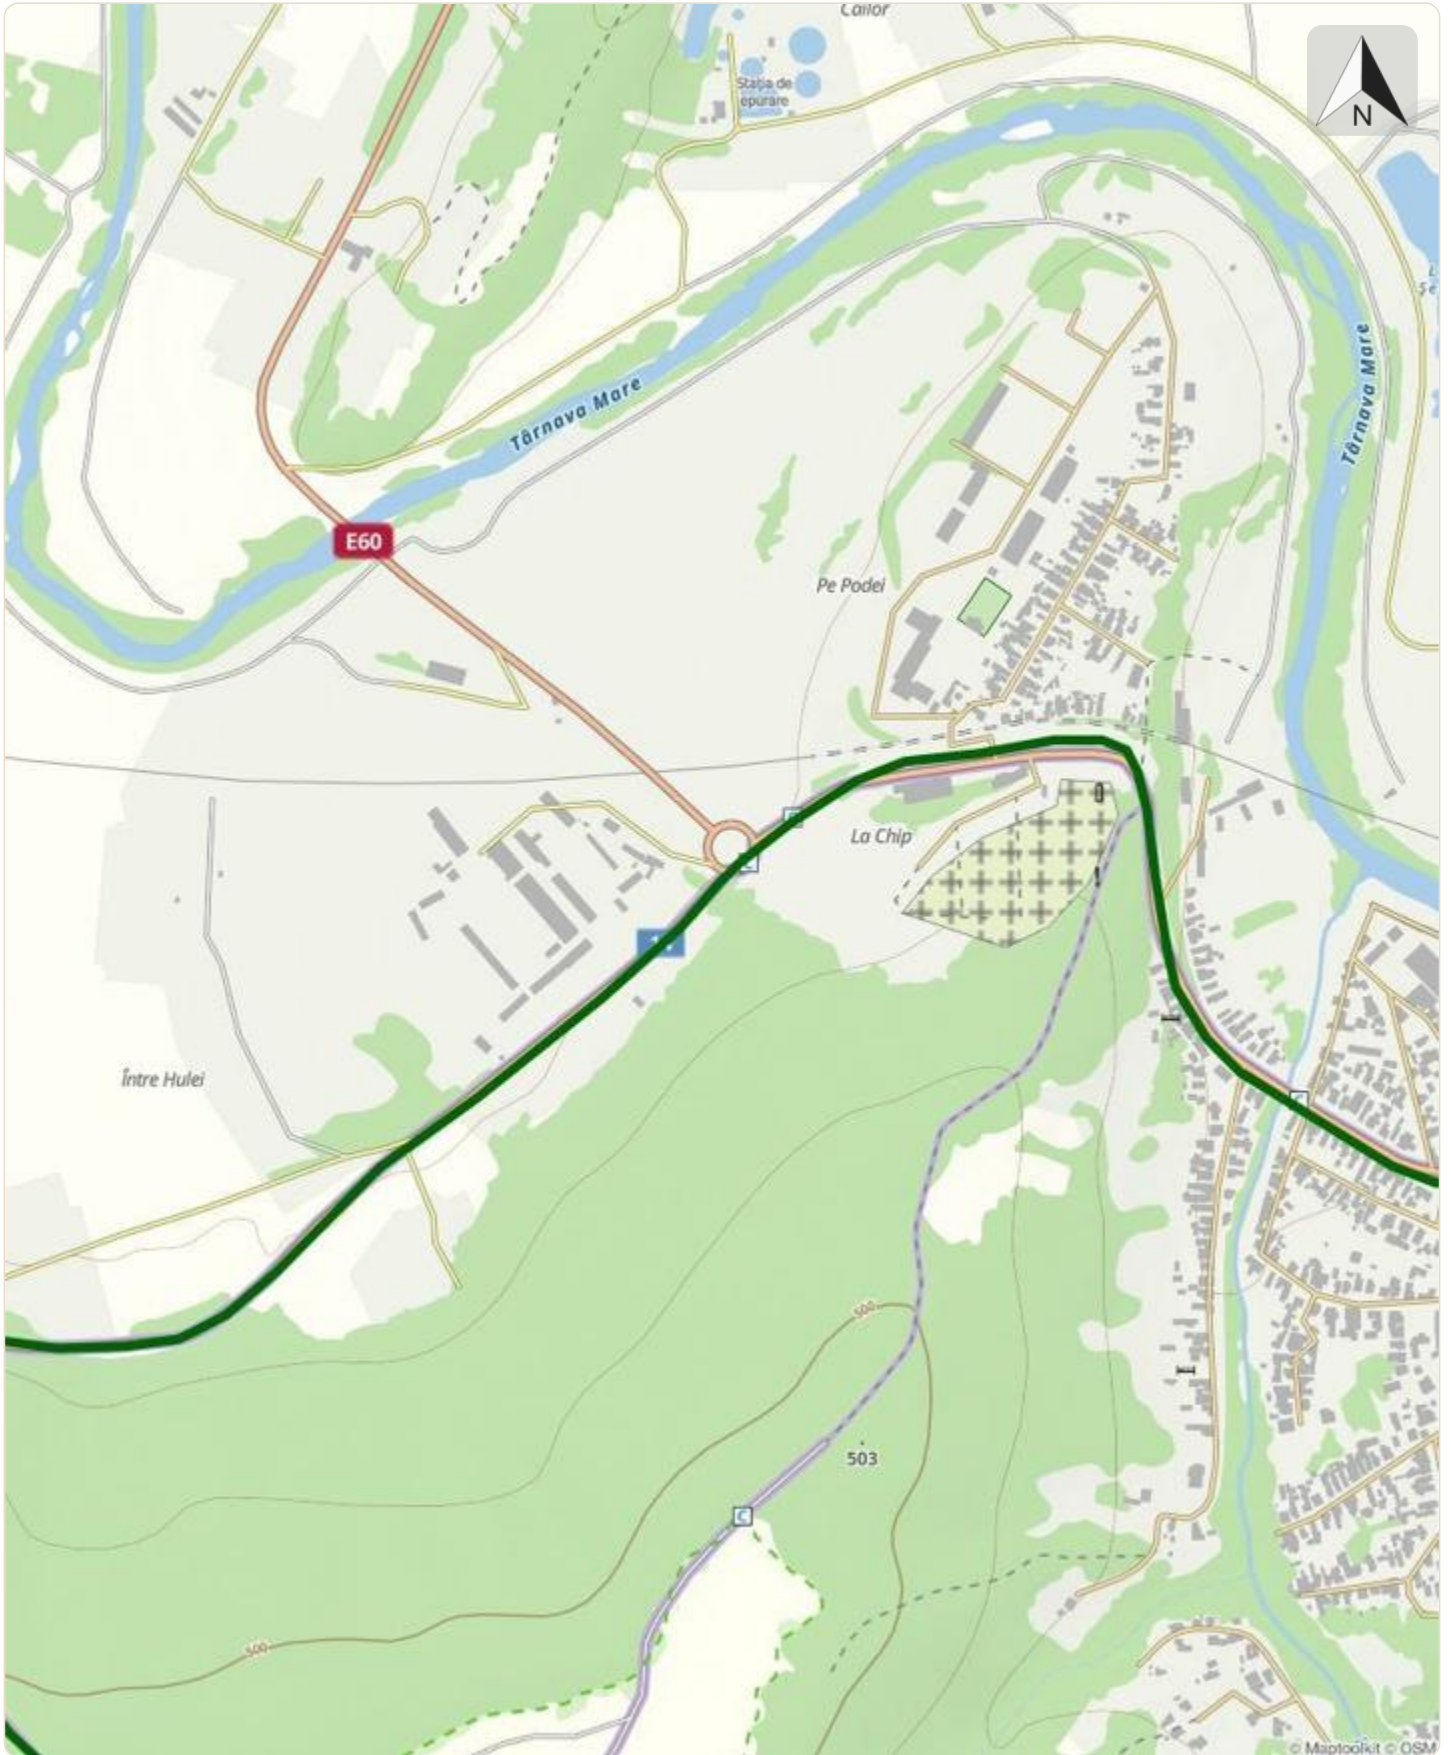 Cailor
N
Stația de
epurare
Târnava Mare
Târnava Mare
E60
Pe Podei
La Chip
Între Hulei
500
503
C
500
© Maptoolkit © OSM